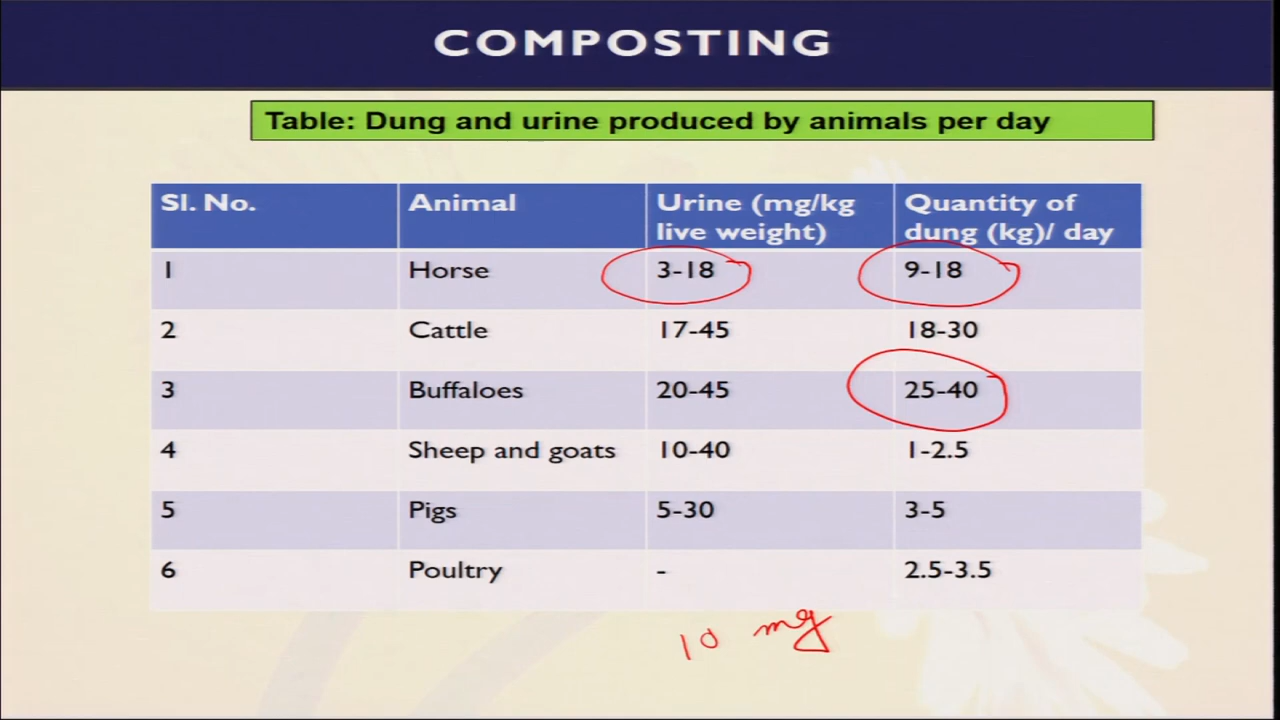 COMPOSTING
Table: Dung and urine produced by animals per day
Sl. No. Animal Urine (mg/kg live weight) Quantity of dung (kg)/ day
1 Horse 3-18 9-18
2 Cattle 17-45 18-30
3 Buffaloes 20-45 25-40
4 Sheep and goats 10-40 1-2.5
5 Pigs 5-30 3-5
6 Poultry - 2.5-3.5
10 mg